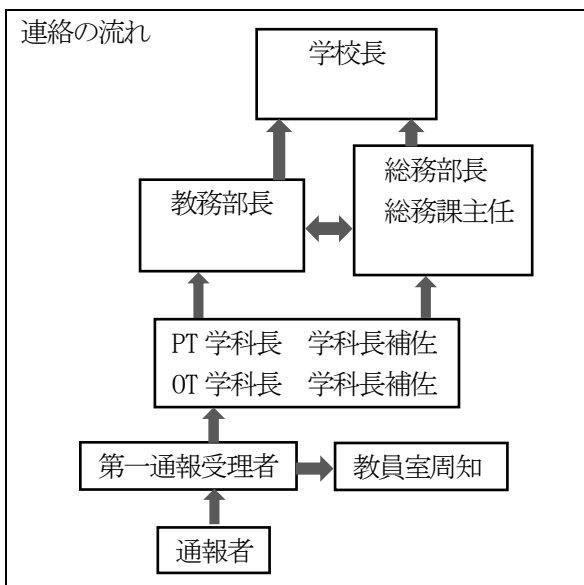 連絡の流れ
学校長
教務部長
総務部長
総務課主任
PT 学科長　学科長補佐
OT 学科長　学科長補佐
第一通報受理者
教員室周知
通報者